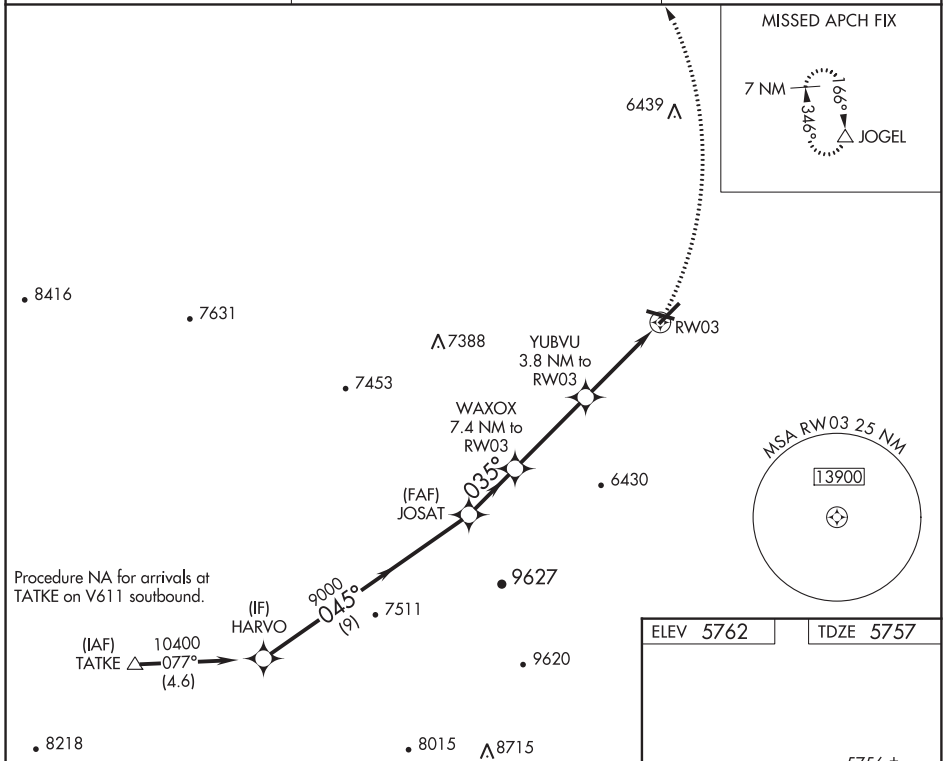 MISSED APCH FIX
7 NM
346°
166°
JOGEL
6439
8416
7631
7388
7453
YUBVU
3.8 NM to
RW03
RW03
WAXOX
7.4 NM to
RW03
035°
(FAF)
JOSAT
6430
MSA RW03 25 NM
13900
Procedure NA for arrivals at
TATKE on V611 soutbound.
9627
9000
045°
(9)
7511
(IF)
HARVO
(IAF)
TATKE
10400
077°
(4.6)
9620
ELEV 5762
TDZE 5757
8218
8015
8715